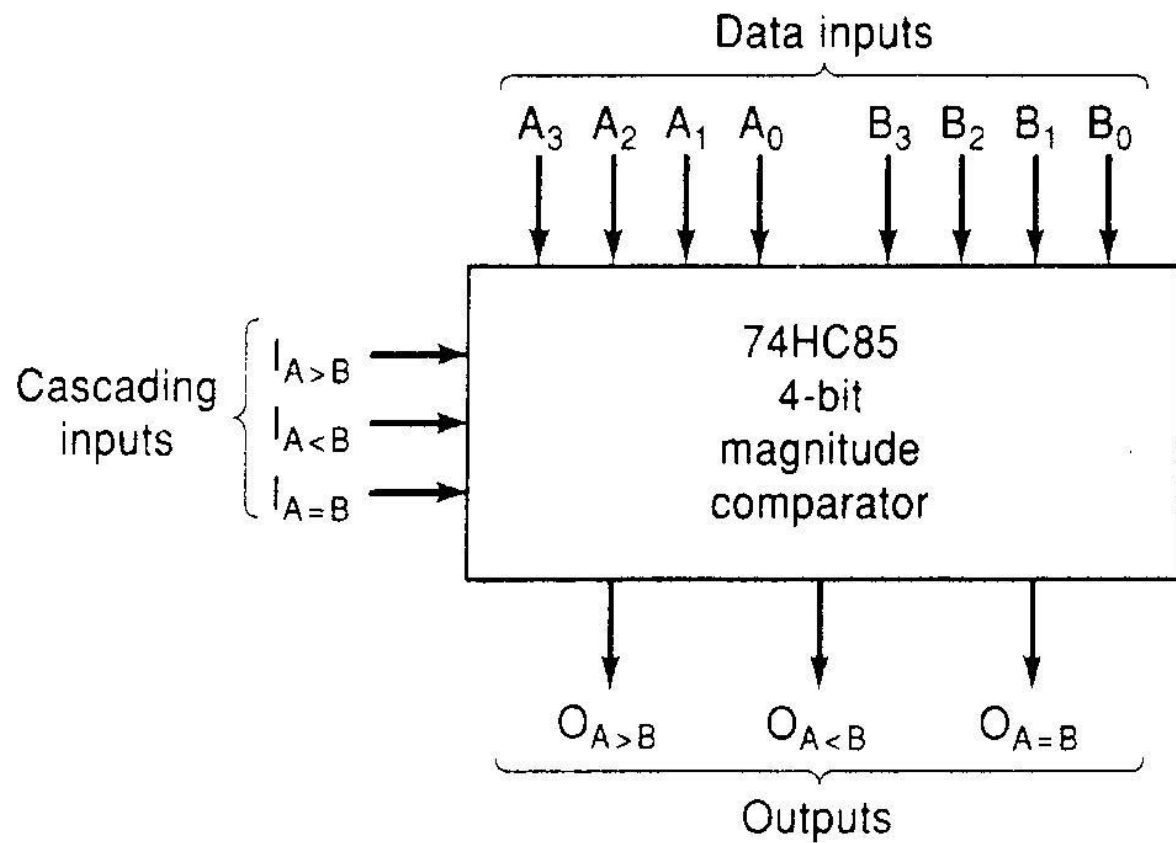 Data inputs
A3 A2 A1 A0 B3 B2 B1 B0
Cascading
inputs
IA>B
IA<B
IA=B
74HC85
4-bit
magnitude
comparator
OA>B OA<B OA=B
Outputs